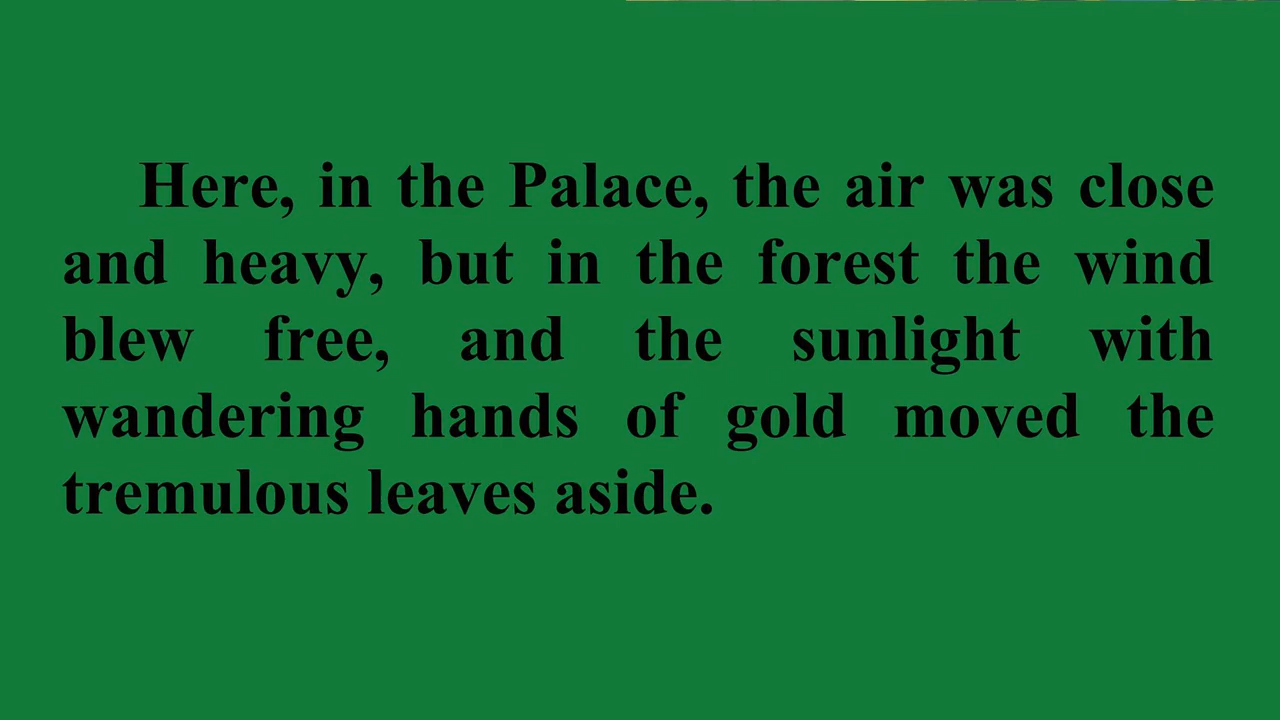 Here, in the Palace, the air was close
and heavy, but in the forest the wind
blew free, and the sunlight with
wandering hands of gold moved the
tremulous leaves aside.